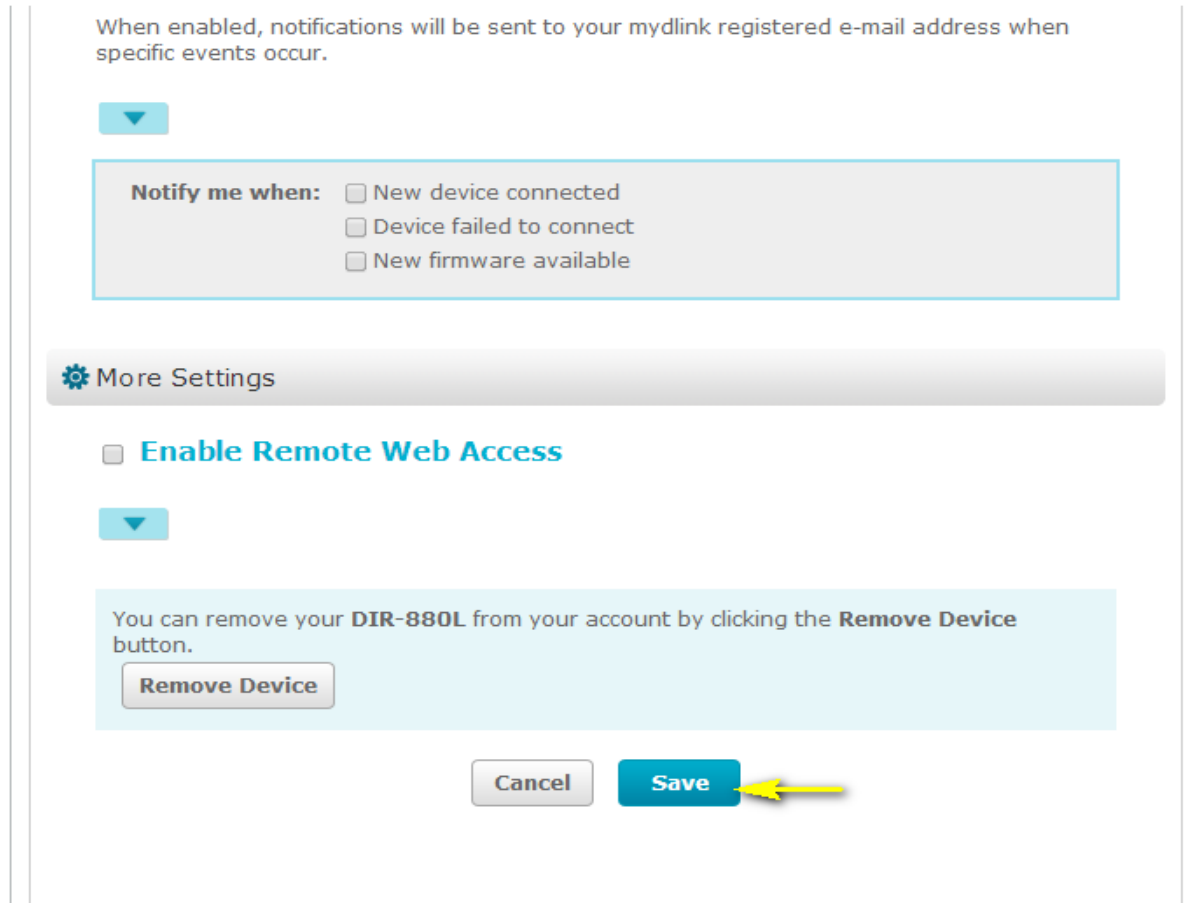 When enabled, notifications will be sent to your mydlink registered e-mail address when
specific events occur.
Notify me when: New device connected
Device failed to connect
New firmware available
More Settings
Enable Remote Web Access
You can remove your DIR-880L from your account by clicking the Remove Device
button.
Remove Device
Cancel Save